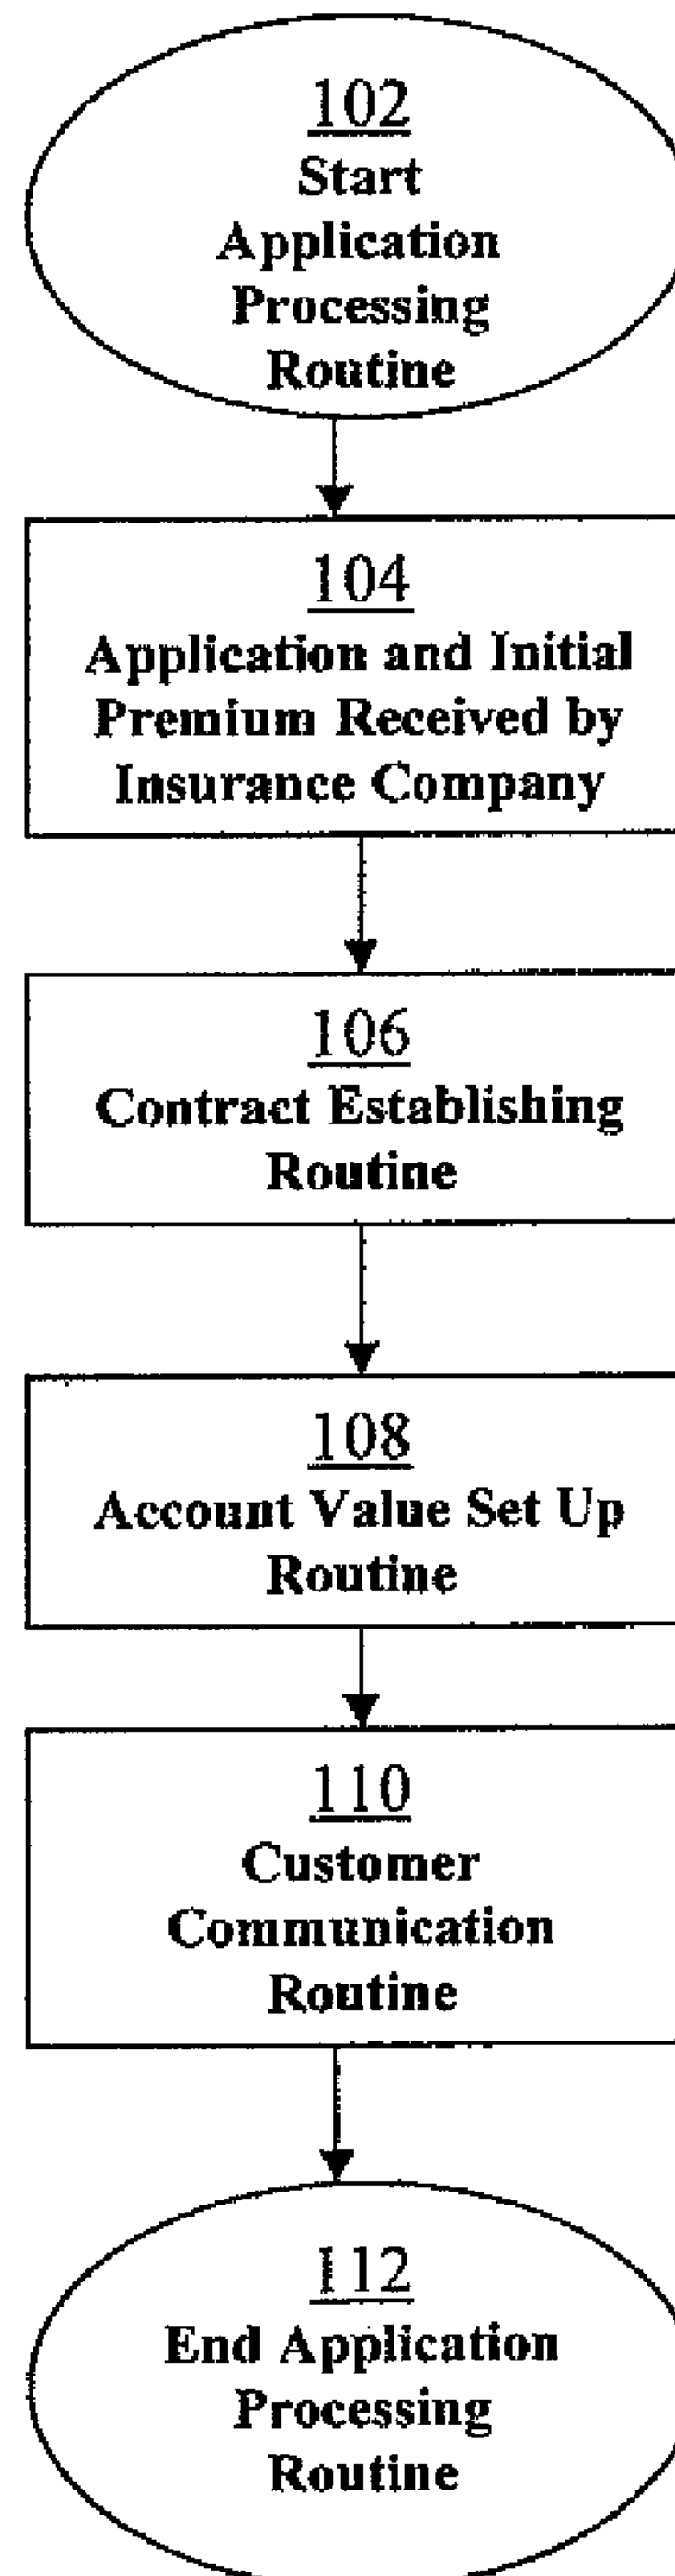 102
Start
Application
Processing
Routine
104
Application and Initial
Premium Received by
Insurance Company
106
Contract Establishing
Routine
108
Account Value Set Up
Routine
110
Customer
Communication
Routine
112
End Application
Processing
Routine